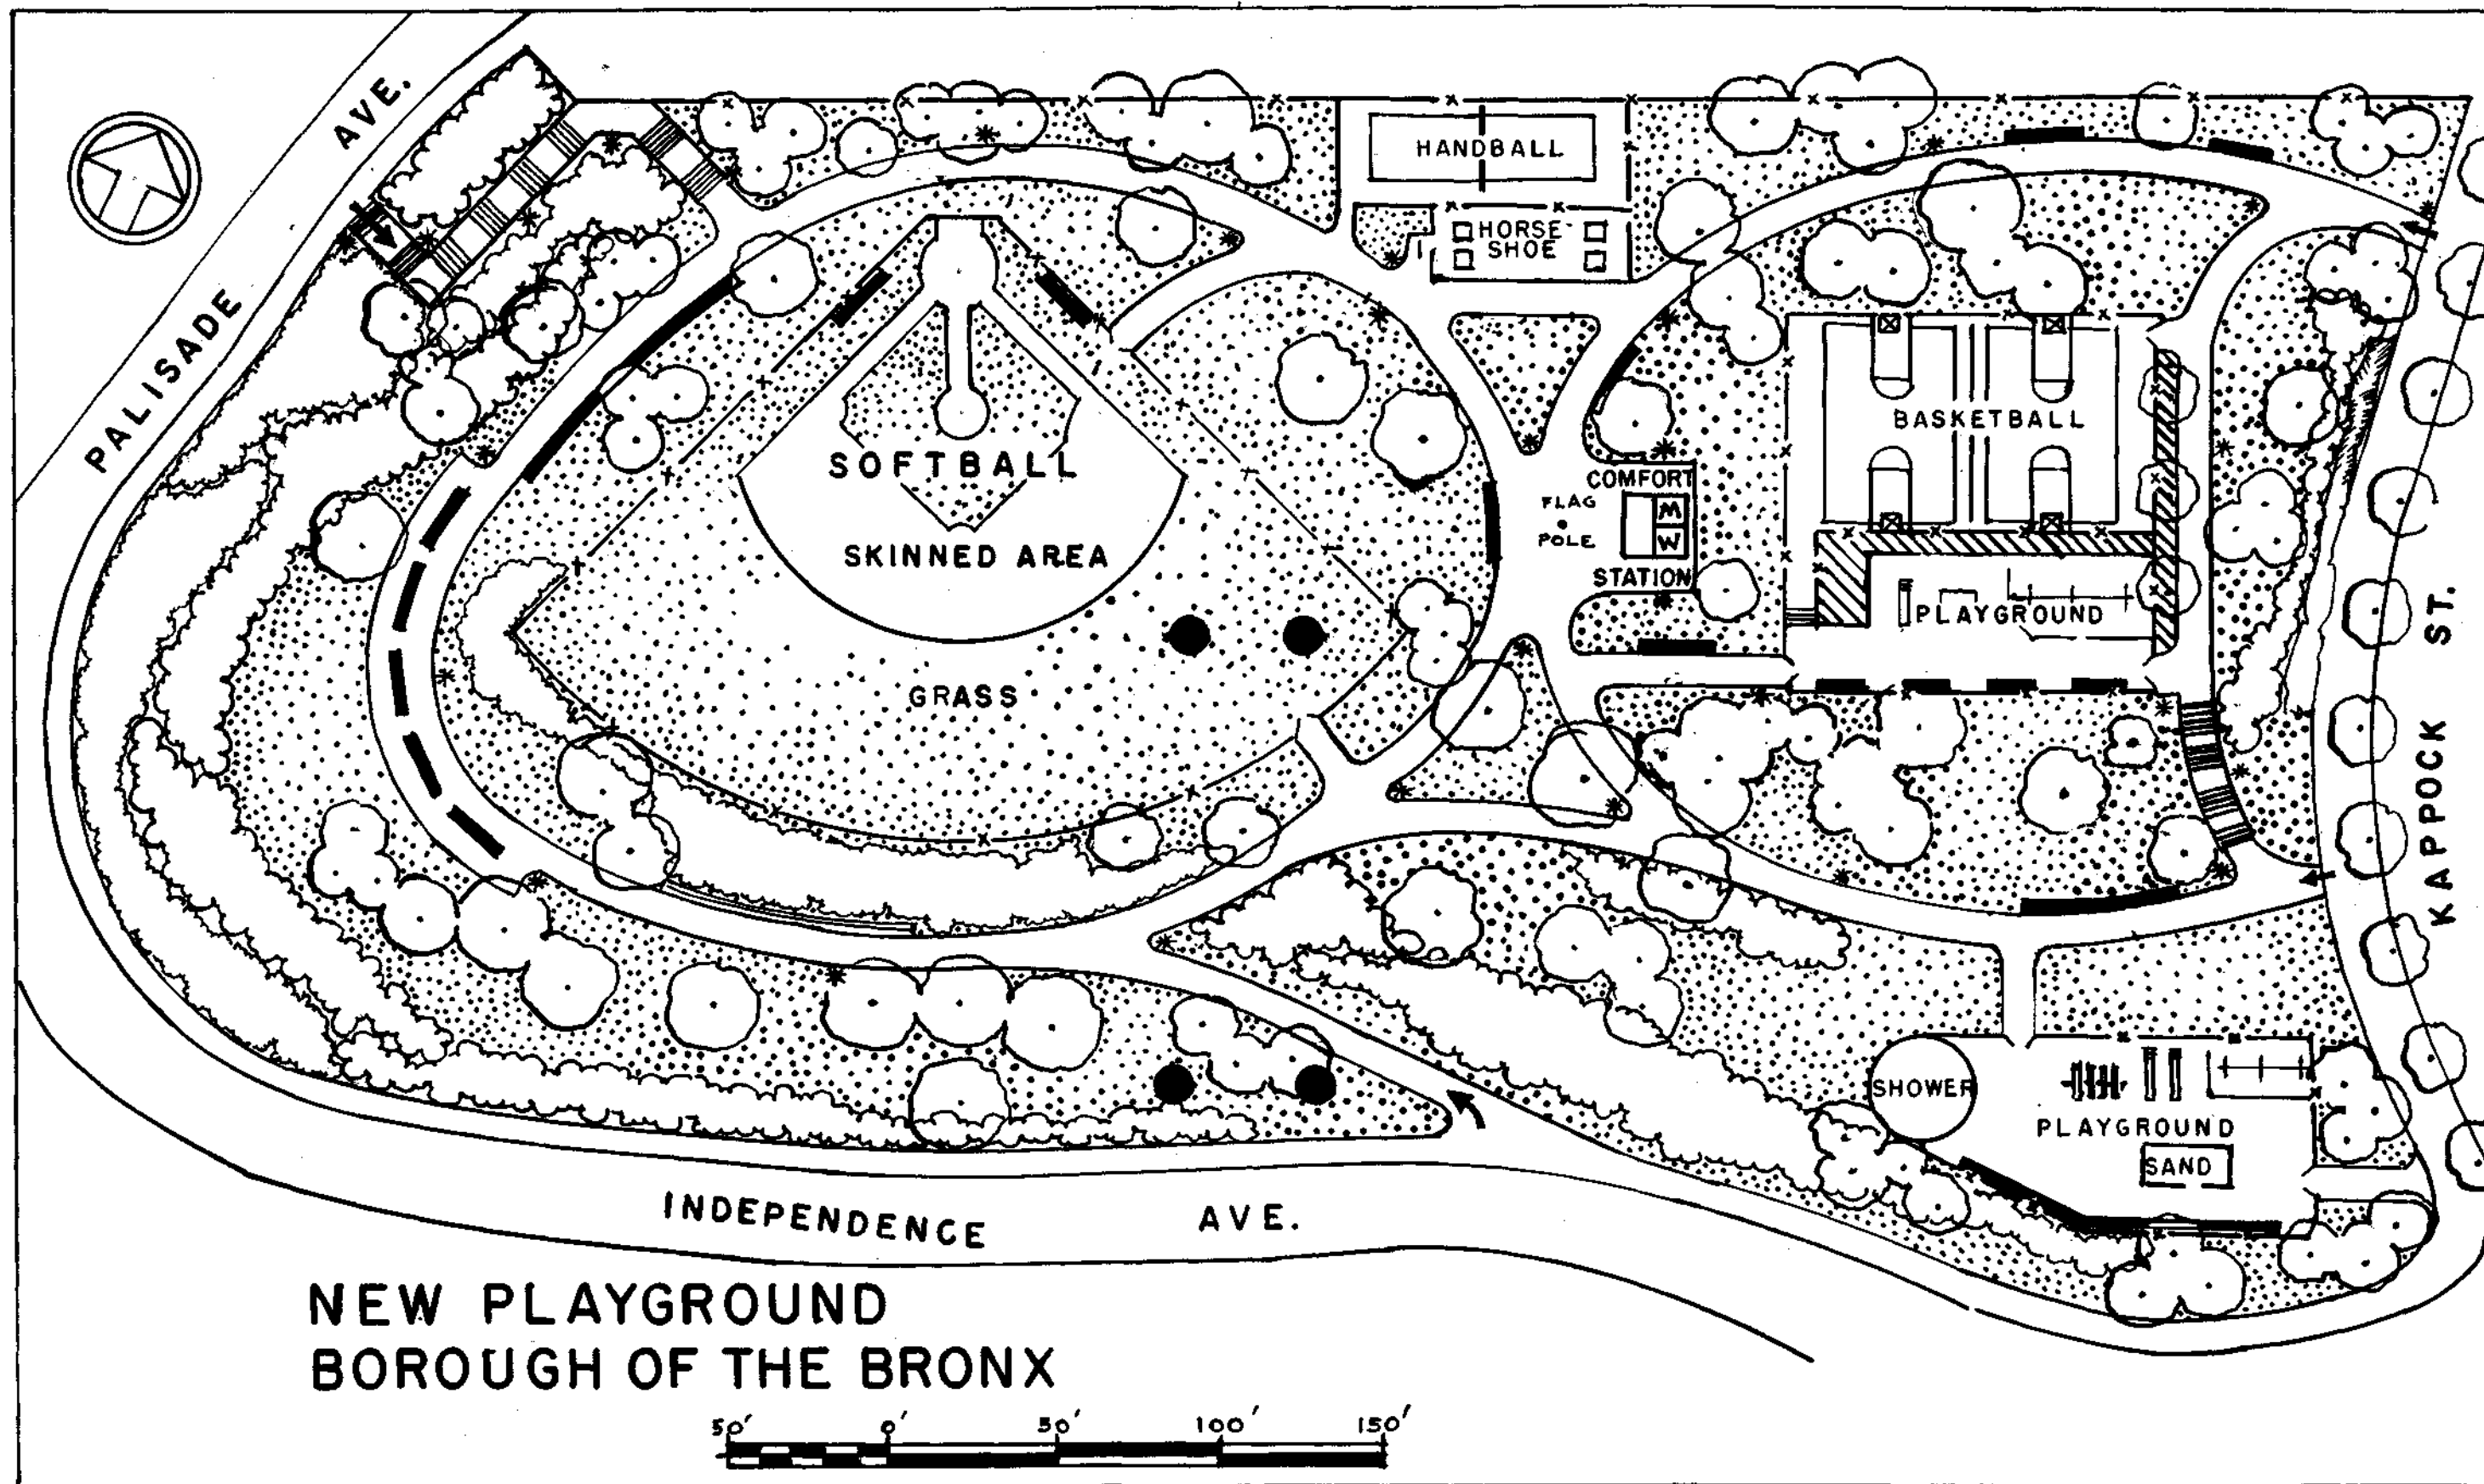 PALISADE AVE.
HANDBALL
HORSE-
SHOE
BASKETBALL
SOFTBALL
SKINNED AREA
GRASS
COMFORT
STATION
M
W
FLAG
POLE
PLAYGROUND
KAPPOCK ST.
SHOWER
PLAYGROUND
SAND
INDEPENDENCE AVE.
NEW PLAYGROUND
BOROUGH OF THE BRONX
50' 0' 50' 100' 150'